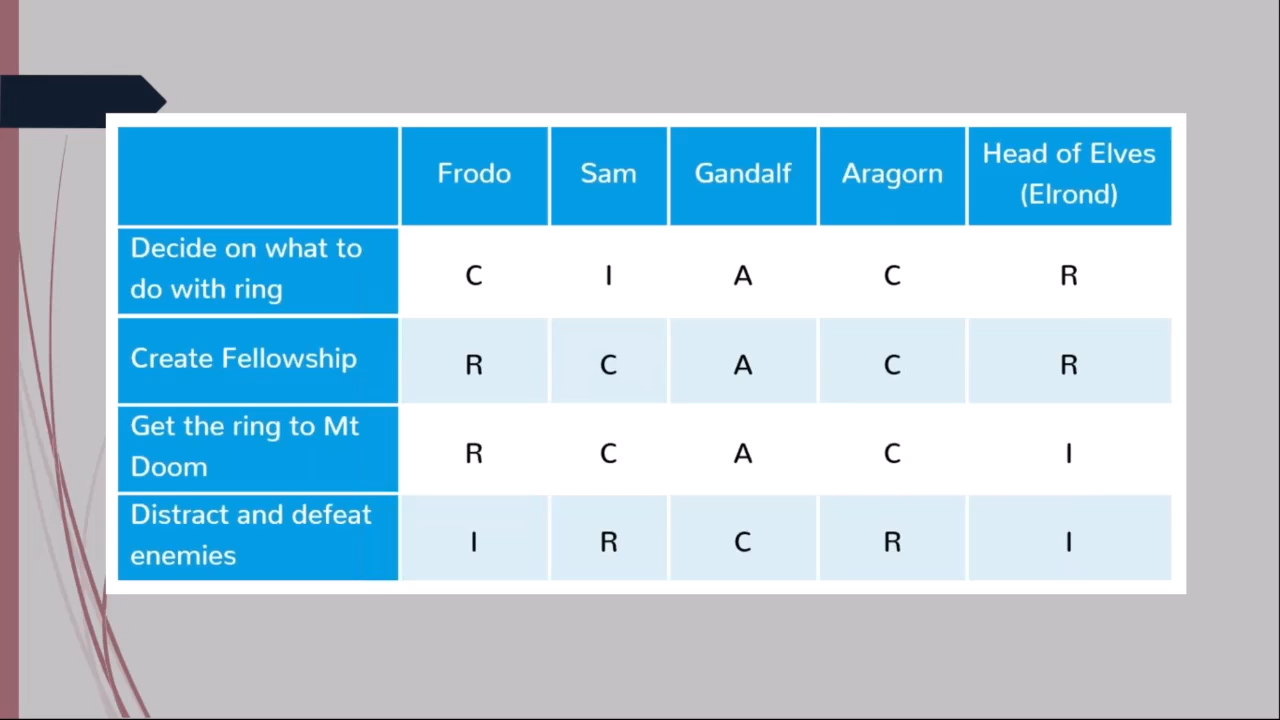 Frodo Sam Gandalf Aragorn Head of Elves
(Elrond)
Decide on what to
do with ring
C I A C R
Create Fellowship R C A C R
Get the ring to Mt
Doom
R C A C I
Distract and defeat
enemies
I R C R I